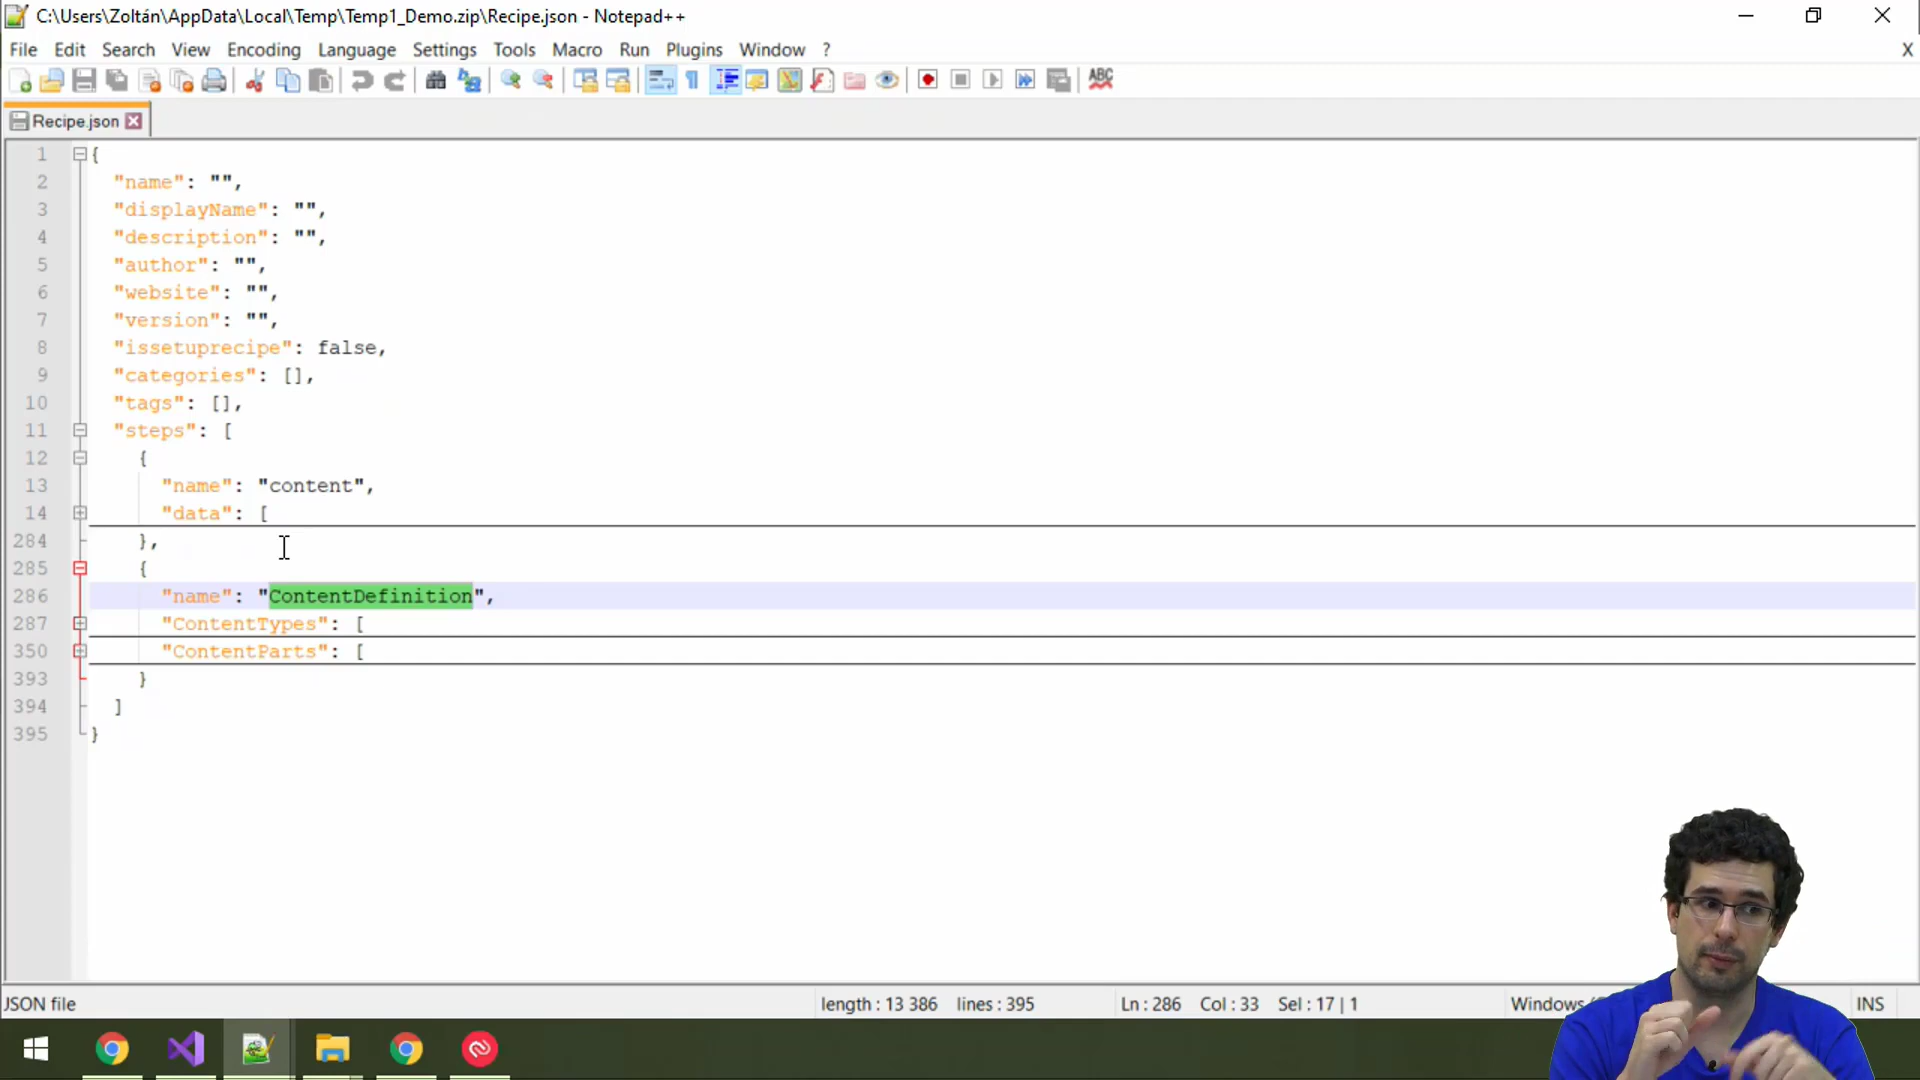 C:\Users\Zoltán\AppData\Local\Temp\Temp1_Demo.zip\Recipe.json - Notepad++
File Edit Search View Encoding Language Settings Tools Macro Run Plugins Window ? X
ABC
Recipe.json
1 {
2 "name": "",
3 "displayName": "",
4 "description": "",
5 "author": "",
6 "website": "",
7 "version": "",
8 "issetuprecipe": false,
9 "categories": [],
10 "tags": [],
11 "steps": [
12 {
13 "name": "content",
14 "data": [
284 },
285 {
286 "name": "ContentDefinition",
287 "ContentTypes": [
350 "ContentParts": [
393 }
394 ]
395 }
JSON file length : 13 386 lines : 395 Ln : 286 Col : 33 Sel : 17 | 1 Windows INS